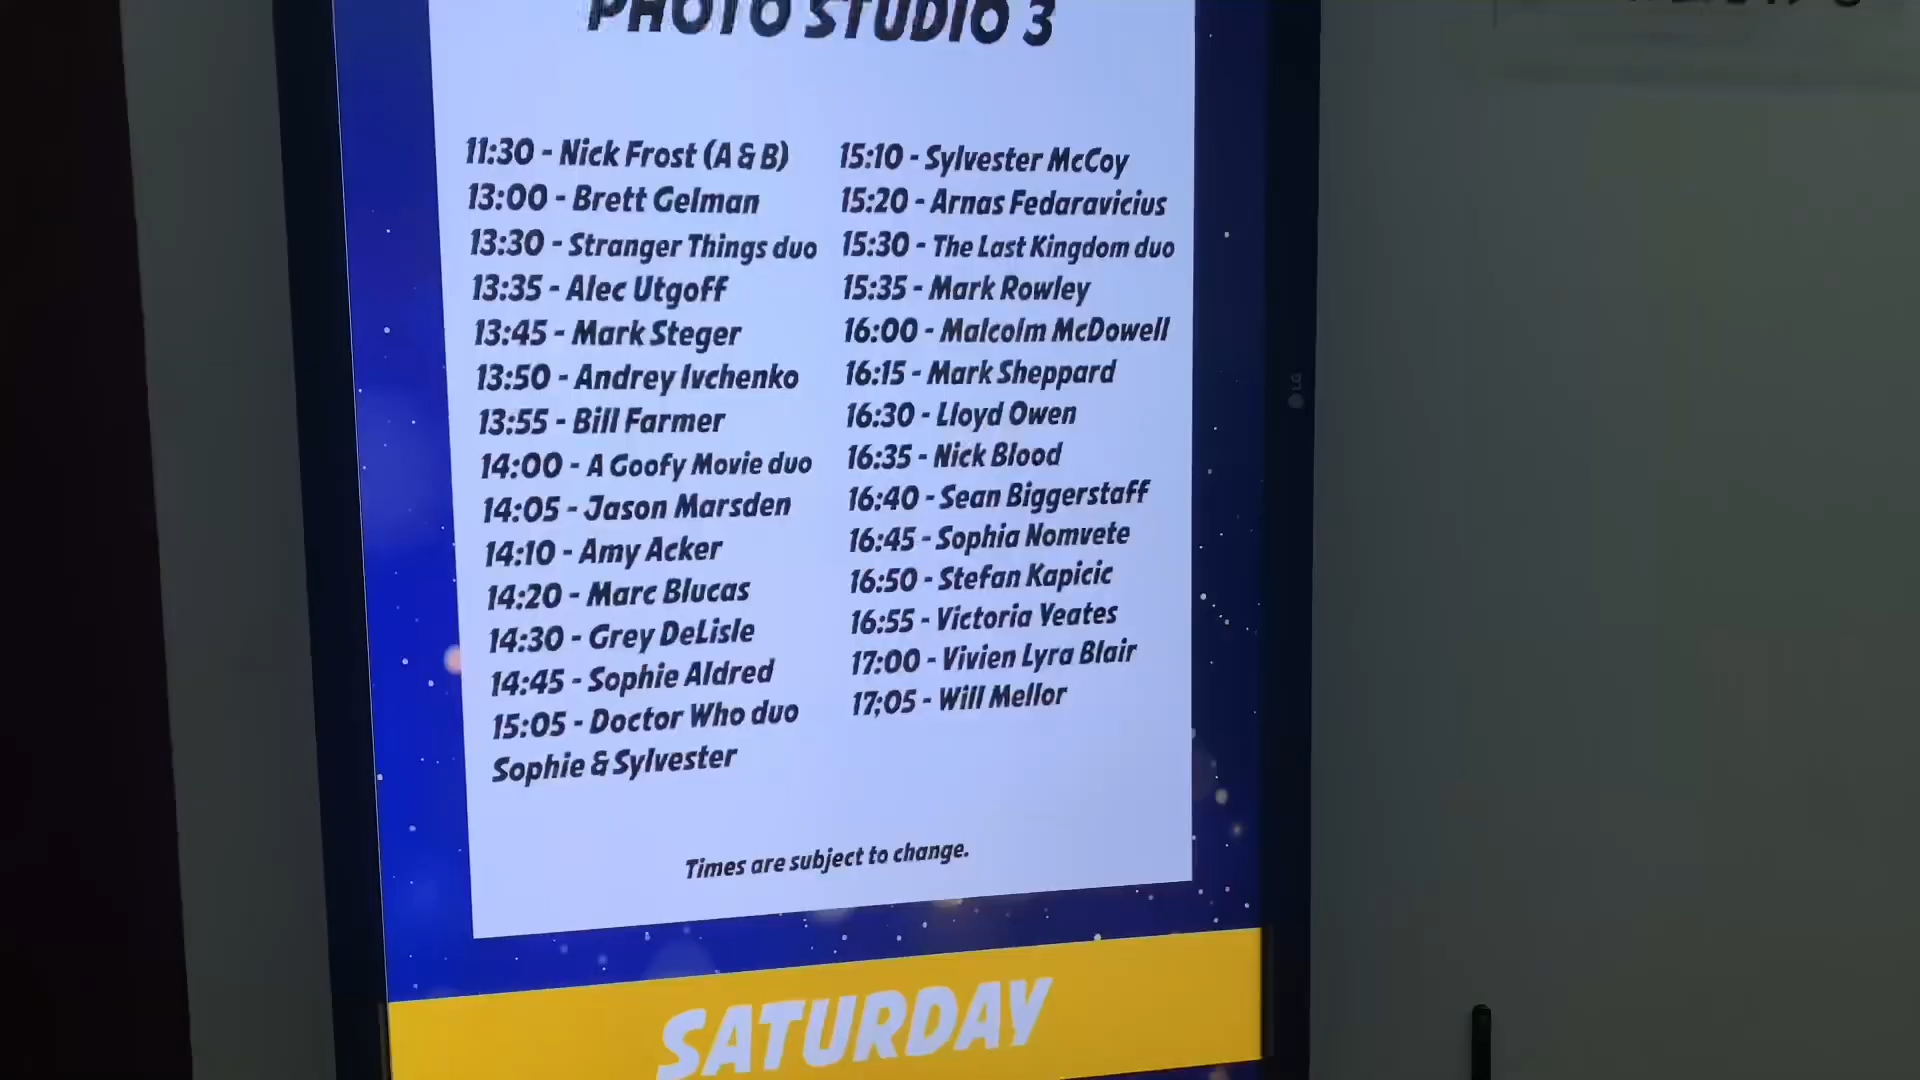 PHOTO STUDIO 3
11:30 - Nick Frost (A & B)
13:00 - Brett Gelman
13:30 - Stranger Things duo
13:35 - Alec Utgoff
13:45 - Mark Steger
13:50 - Andrey Ivchenko
13:55 - Bill Farmer
14:00 - A Goofy Movie duo
14:05 - Jason Marsden
14:10 - Amy Acker
14:20 - Marc Blucas
14:30 - Grey DeLisle
14:45 - Sophie Aldred
15:05 - Doctor Who duo
Sophie & Sylvester
15:10 - Sylvester McCoy
15:20 - Arnas Fedaravicius
15:30 - The Last Kingdom duo
15:35 - Mark Rowley
16:00 - Malcolm McDowell
16:15 - Mark Sheppard
16:30 - Lloyd Owen
16:35 - Nick Blood
16:40 - Sean Biggerstaff
16:45 - Sophia Nomvete
16:50 - Stefan Kapicic
16:55 - Victoria Yeates
17:00 - Vivien Lyra Blair
17;05 - Will Mellor
Times are subject to change.
SATURDAY
LG